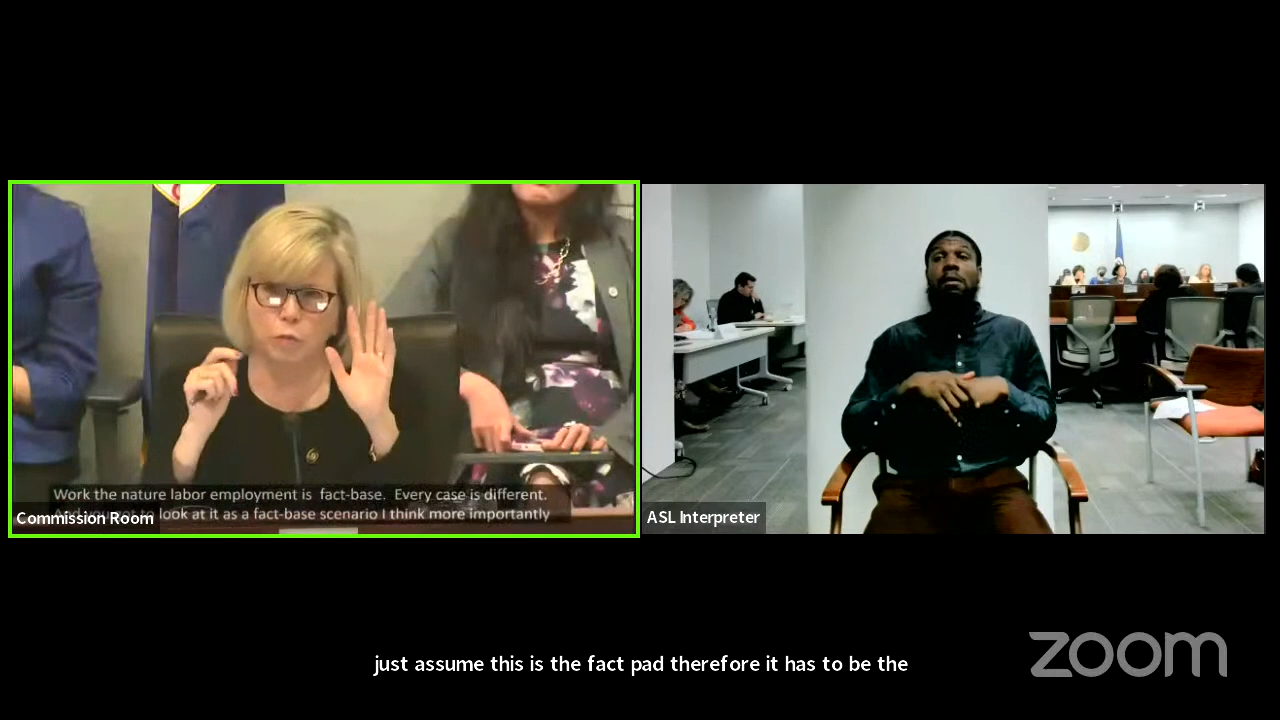 Work the nature labor employment is fact-base. Every case is different.
look at it as a fact-base scenario I think more importantly
Commission Room
ASL Interpreter
just assume this is the fact pad therefore it has to be the
zoom